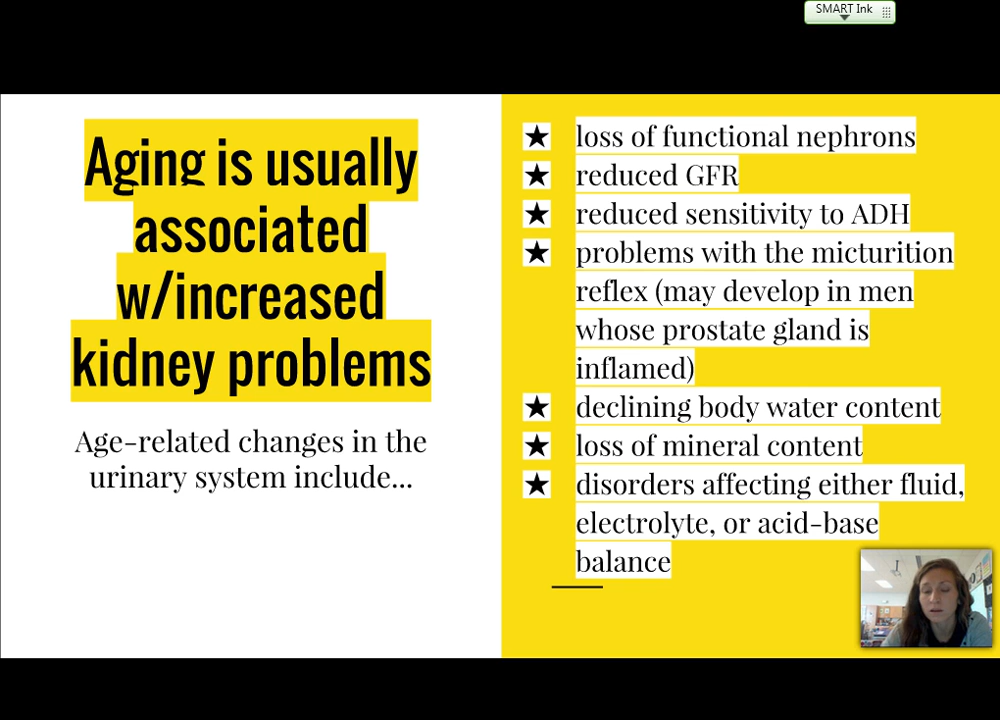 SMART Ink
Aging is usually
associated
w/increased
kidney problems
Age-related changes in the
urinary system include...
★ loss of functional nephrons
★ reduced GFR
★ reduced sensitivity to ADH
★ problems with the micturition
reflex (may develop in men
whose prostate gland is
inflamed)
★ declining body water content
★ loss of mineral content
★ disorders affecting either fluid,
electrolyte, or acid-base
balance